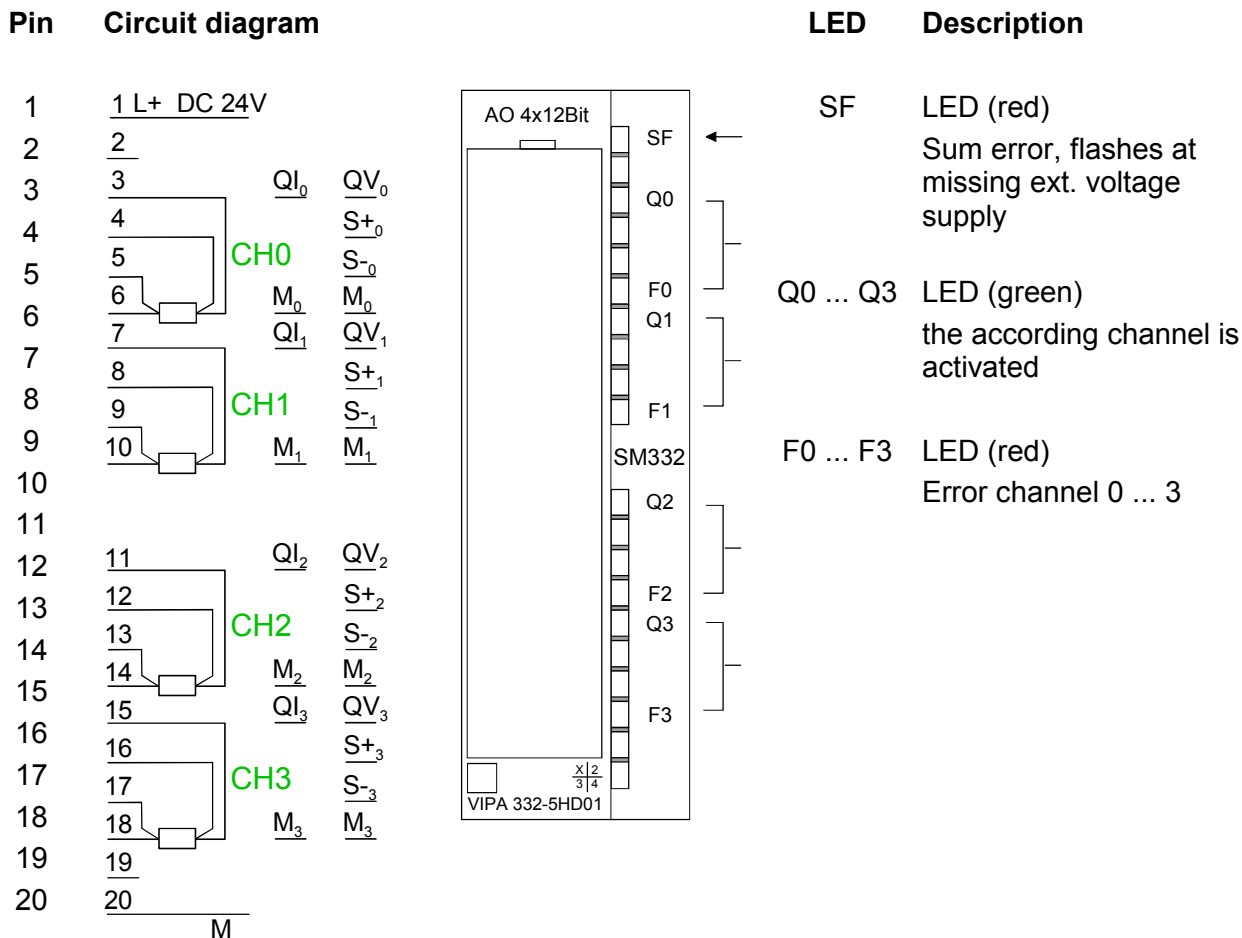 Pin Circuit diagram LED Description
1 1 L+ DC 24V
2 2
3 3 QI0 QV0
4 4 S+0
5 5 CH0 S-0
6 6 M0 M0
7 7 QI1 QV1
8 8 S+1
9 9 CH1 S-1
10 10 M1 M1
11
12 11 QI2 QV2
13 12 S+2
14 13 CH2 S-2
15 14 M2 M2
16 15 QI3 QV3
17 16 S+3
18 17 CH3 S-3
19 18 M3 M3
20 19
20
M
AO 4x12Bit
SF
Q0
F0
Q1
F1
SM332
Q2
F2
Q3
F3
X 2
3 4
VIPA 332-5HD01
SF LED (red)
Sum error, flashes at
missing ext. voltage
supply
Q0 ... Q3 LED (green)
the according channel is
activated
F0 ... F3 LED (red)
Error channel 0 ... 3